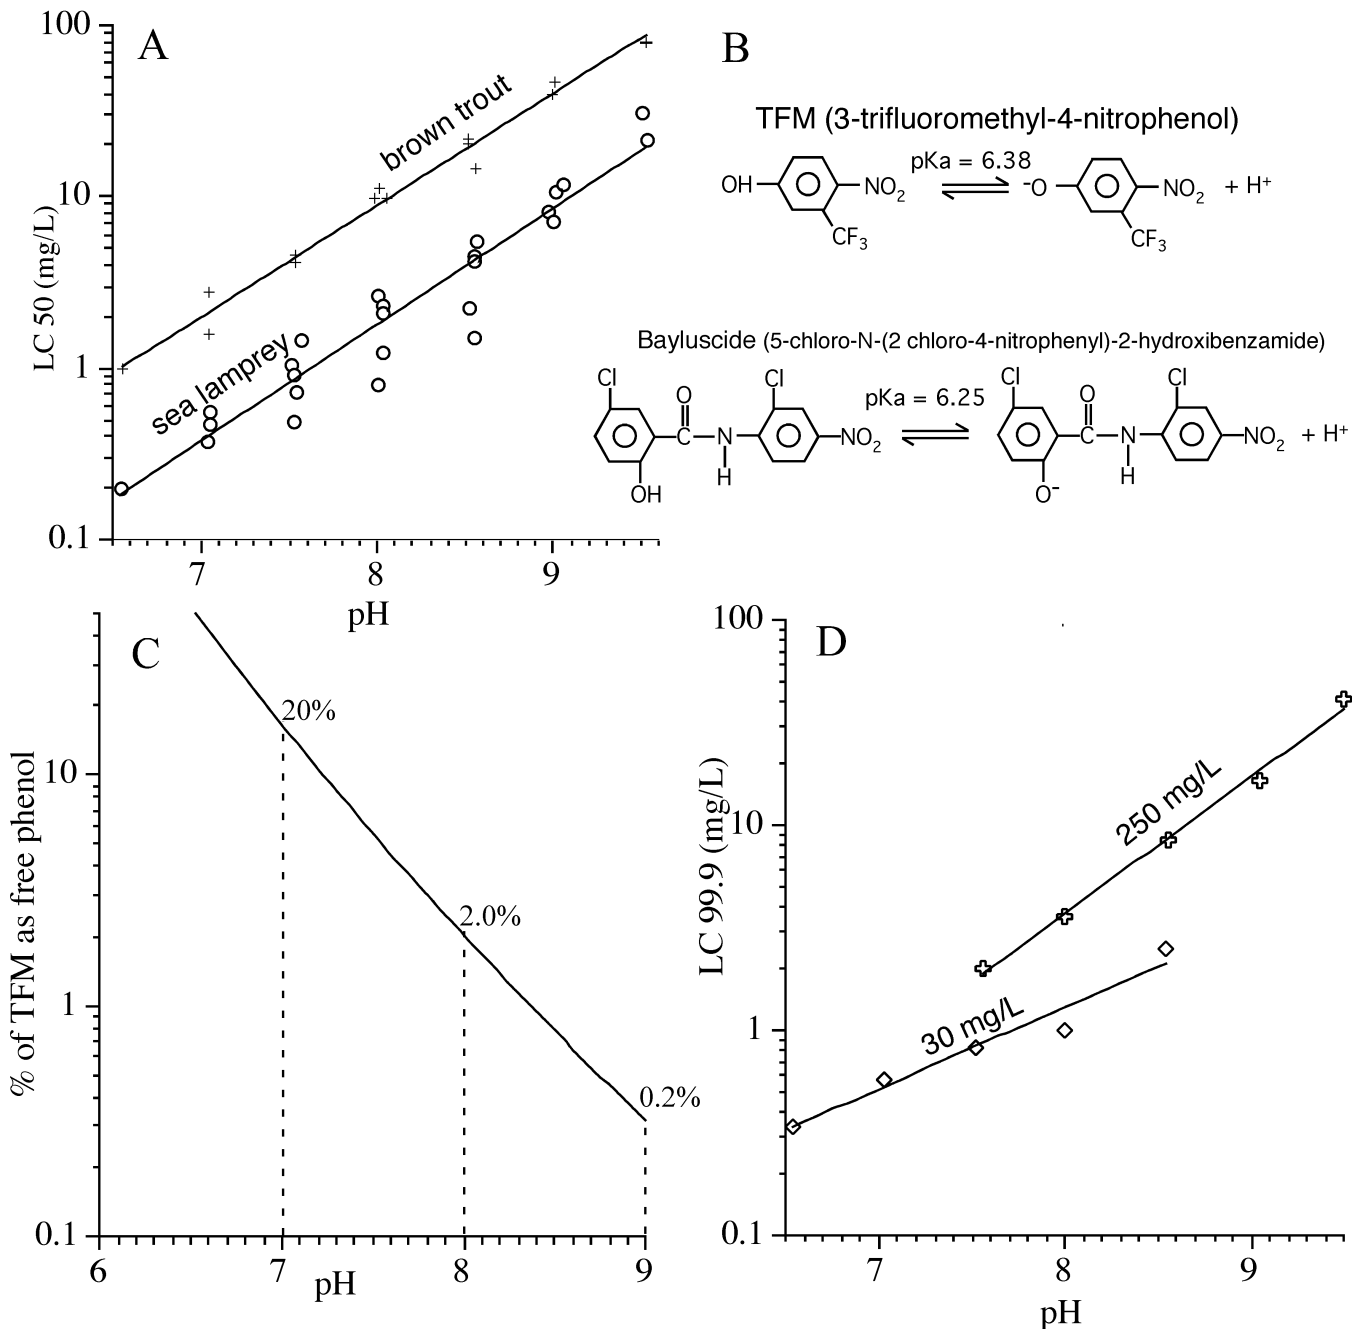 A
100
10
1
0.1
LC 50 (mg/L)
brown trout
sea lamprey
7 8 9
pH
B
TFM (3-trifluoromethyl-4-nitrophenol)
pKa = 6.38
OH NO2 CF3
-O NO2 + H+
CF3
Bayluscide (5-chloro-N-(2 chloro-4-nitrophenyl)-2-hydroxibenzamide)
pKa = 6.25
Cl O Cl
C N NO2
H
OH
Cl O Cl
C N NO2 + H+
H
O-
C
10
1
0.1
% of TFM as free phenol
20%
2.0%
0.2%
6 7 8 9
pH
D
100
10
1
0.1
LC 99.9 (mg/L)
250 mg/L
30 mg/L
7 8 9
pH